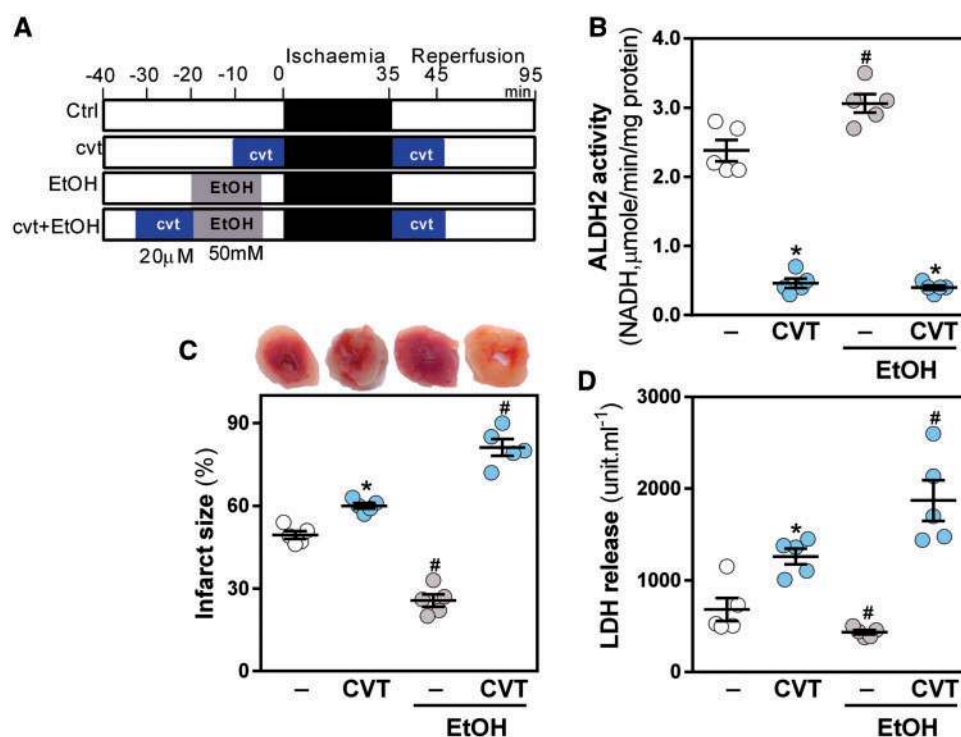 A
Ischaemia Reperfusion
-40 -30 -20 -10 0 35 45 95
min
Ctrl
cvt cvt cvt
EtOH EtOH
cvt+EtOH cvt EtOH cvt
20μM 50mM
B
ALDH2 activity
(NADH,μmole/min/mg protein)
4.0
3.0
2.0
1.0
0.0
*
#
*
– CVT – CVT
EtOH
C
Infarct size (%)
90
60
30
0
*
#
#
– CVT – CVT
EtOH
D
LDH release (unit.ml-1)
3000
2000
1000
0
*
#
#
– CVT – CVT
EtOH